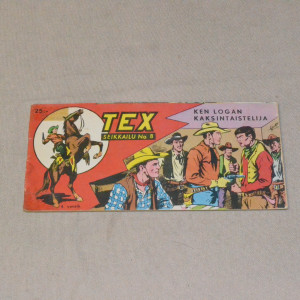 TEX
SEIKKAILU No 8
KEN LOGAN
KAKSINTAISTELIJA